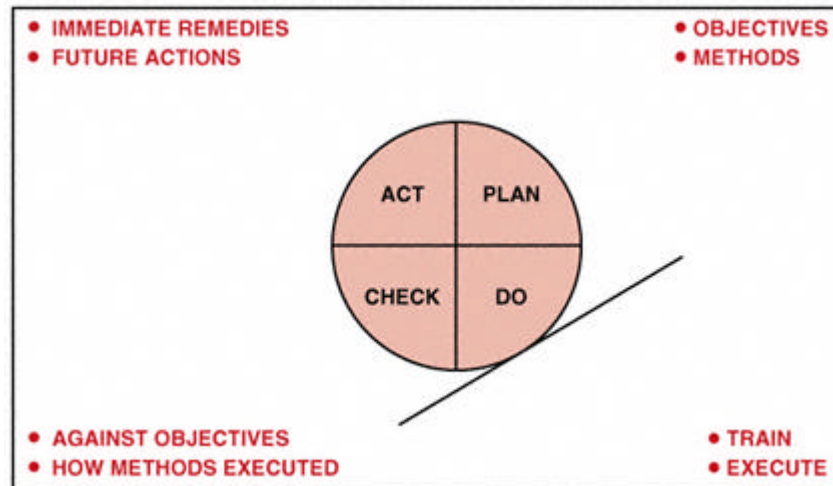 • IMMEDIATE REMEDIES
• FUTURE ACTIONS
• OBJECTIVES
• METHODS
ACT
PLAN
CHECK
DO
• AGAINST OBJECTIVES
• HOW METHODS EXECUTED
• TRAIN
• EXECUTE